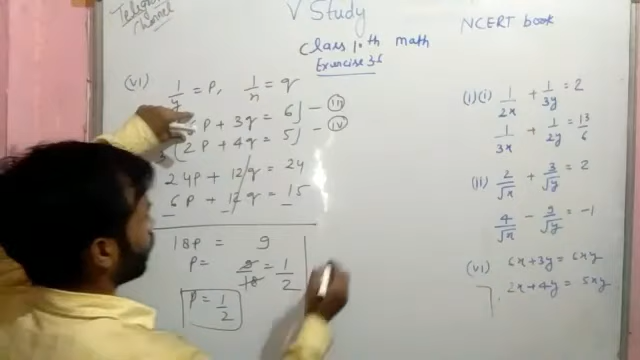 Telegram
Channel
V Study
Class 10th math
Exercise 3.6
NCERT book
(vi) 1/y = p, 1/x = q
6p + 3q = 6] — (iii)
2p + 4q = 5] — (iv)
24p + 12q = 24
6p + 12q = 15
18p = 9
p = 9/18 = 1/2
p = 1/2
(i)(i) 1/2x + 1/3y = 2
1/3x + 1/2y = 13/6
(ii) 2/√x + 3/√y = 2
4/√x - 9/√y = -1
(vi) 6x+3y = 6xy
2x+4y = 5xy